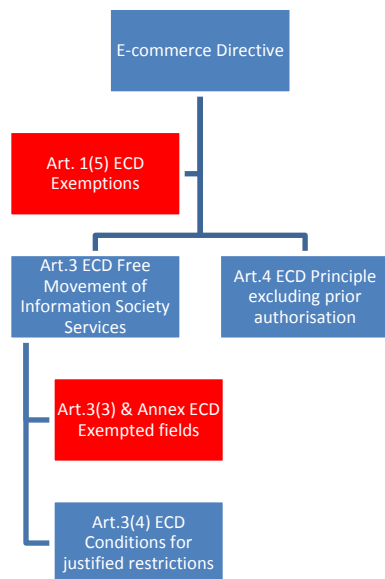 E-commerce Directive
Art. 1(5) ECD
Exemptions
Art.3 ECD Free
Movement of
Information Society
Services
Art.4 ECD Principle
excluding prior
authorisation
Art.3(3) & Annex ECD
Exempted fields
Art.3(4) ECD
Conditions for
justified restrictions